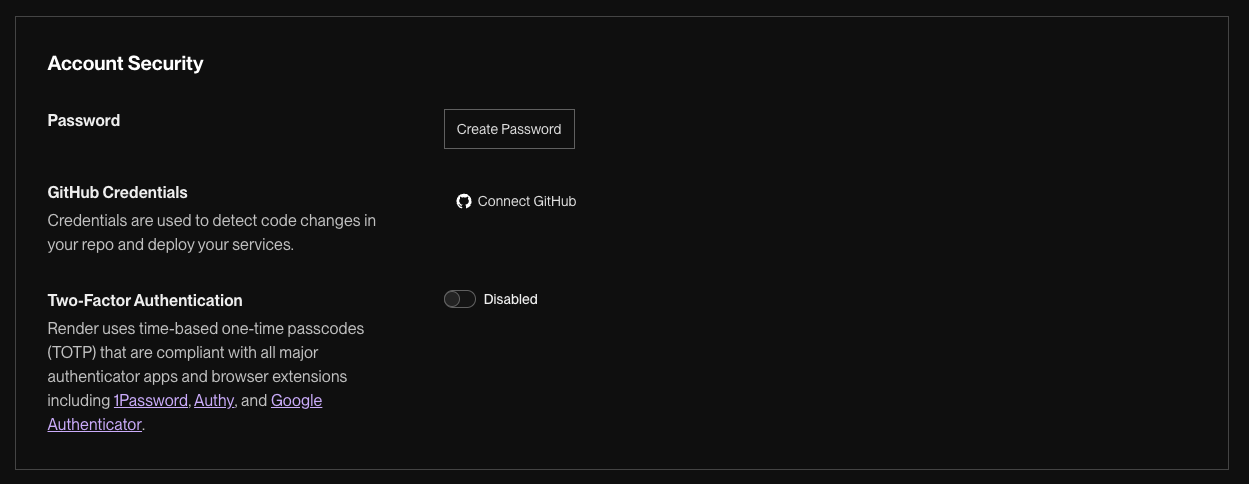 Account Security
Password
Create Password
GitHub Credentials
Connect GitHub
Credentials are used to detect code changes in
your repo and deploy your services.
Two-Factor Authentication
Disabled
Render uses time-based one-time passcodes
(TOTP) that are compliant with all major
authenticator apps and browser extensions
including 1Password, Authy, and Google
Authenticator.